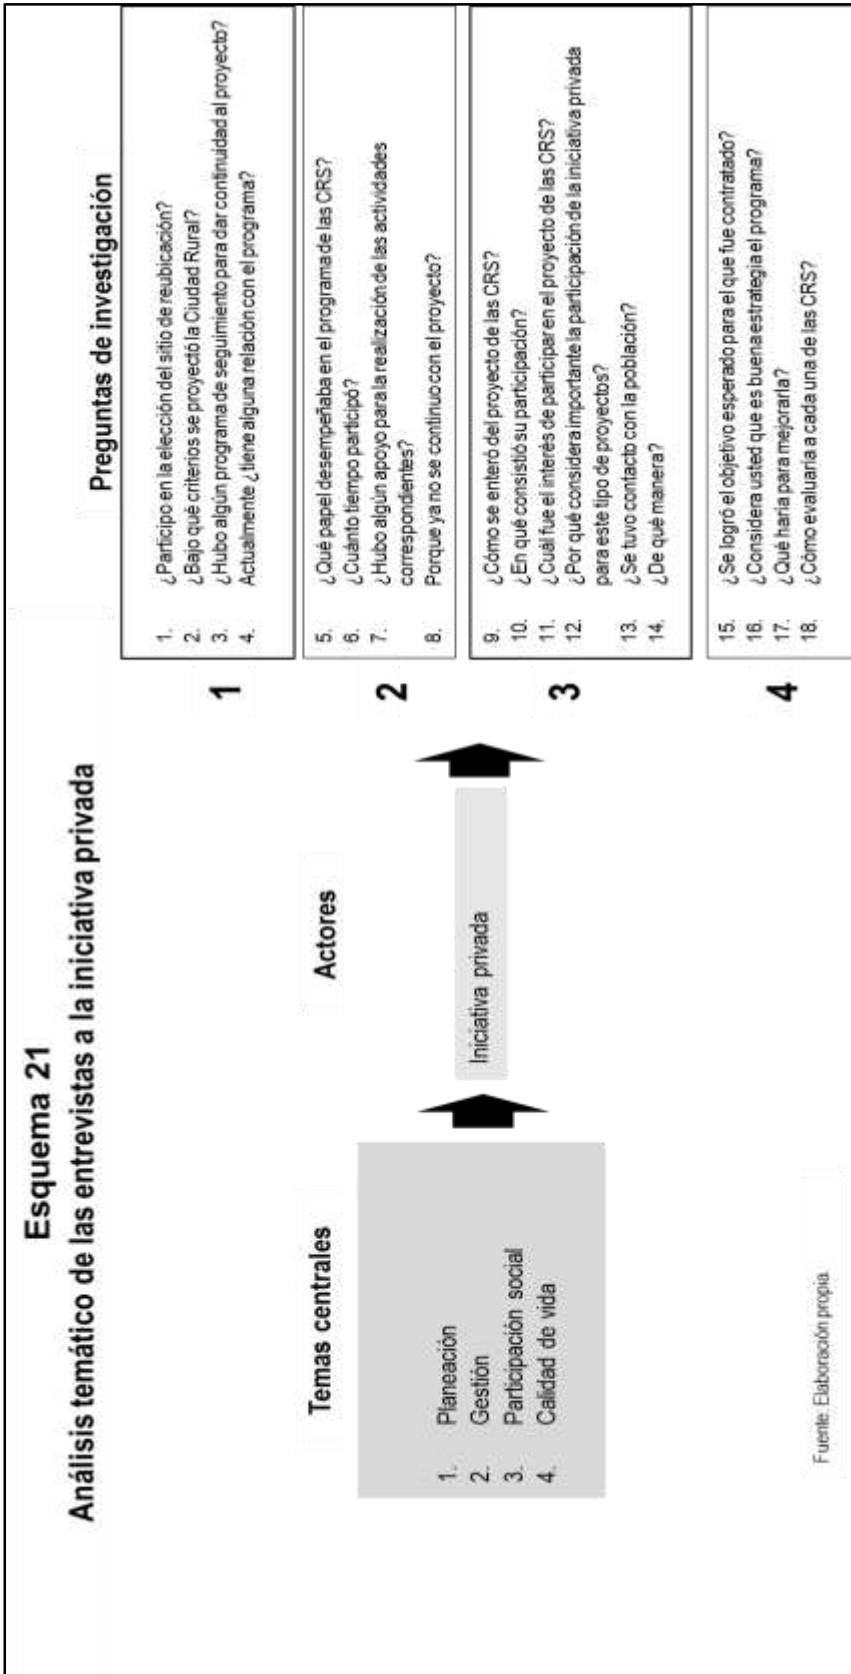 Esquema 21
Análisis temático de las entrevistas a la iniciativa privada
Temas centrales
1. Planeación
2. Gestión
3. Participación social
4. Calidad de vida
Actores
Iniciativa privada
Preguntas de investigación
1
1. ¿Participo en la elección del sitio de reubicación?
2. ¿Bajo qué criterios se proyectó la Ciudad Rural?
3. ¿Hubo algún programa de seguimiento para dar continuidad al proyecto?
4. Actualmente ¿tiene alguna relación con el programa?
2
5. ¿Qué papel desempeñaba en el programa de las CRS?
6. ¿Cuánto tiempo participó?
7. ¿Hubo algún apoyo para la realización de las actividades
correspondientes?
8. Porque ya no se continuo con el proyecto?
3
9. ¿Cómo se enteró del proyecto de las CRS?
10. ¿En qué consistió su participación?
11. ¿Cuál fue el interés de participar en el proyecto de las CRS?
12. ¿Por qué considera importante la participación de la iniciativa privada
para este tipo de proyectos?
13. ¿Se tuvo contacto con la población?
14. ¿De qué manera?
4
15. ¿Se logró el objetivo esperado para el que fue contratado?
16. ¿Considera usted que es buena estrategia el programa?
17. ¿Qué haría para mejorarla?
18. ¿Cómo evaluaría a cada una de las CRS?
Fuente: Elaboración propia.